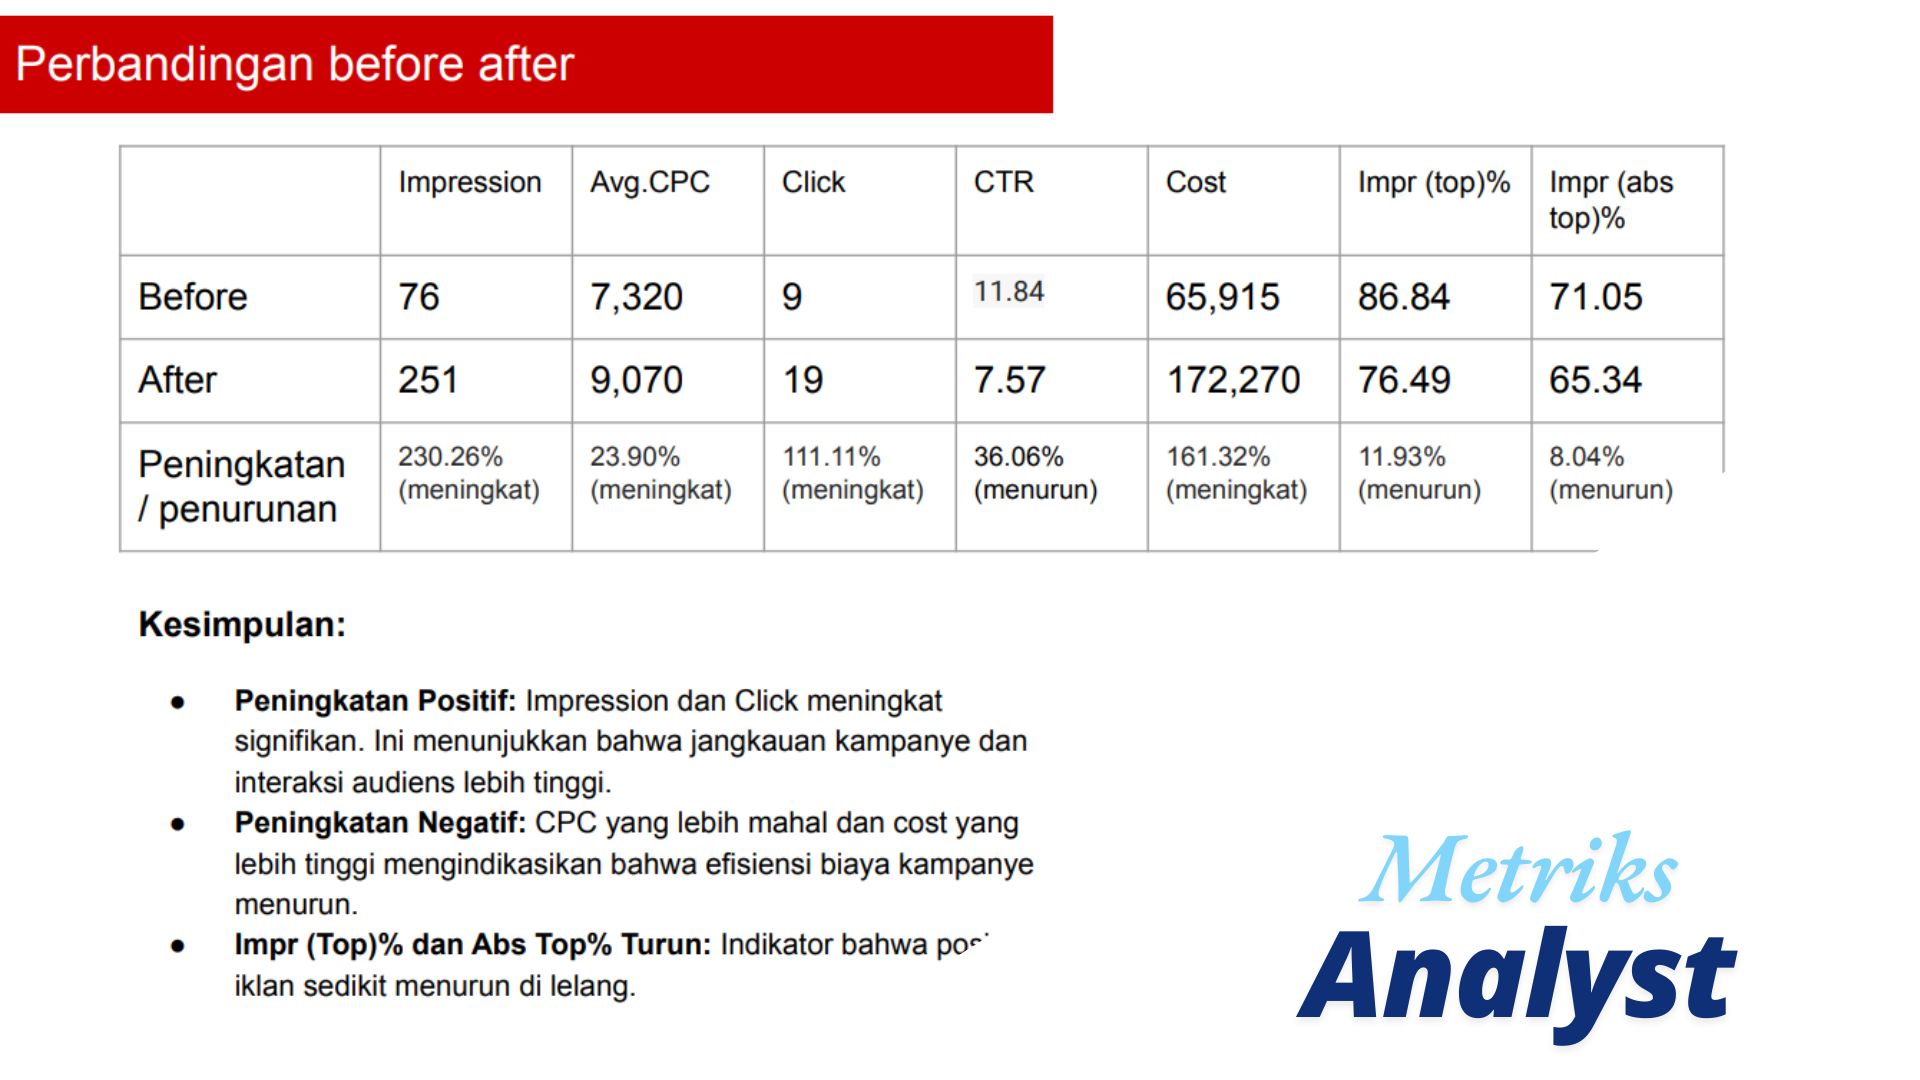 Perbandingan before after
Impression Avg.CPC Click CTR Cost Impr (top)% Impr (abs
top)%
Before 76 7,320 9 11.84 65,915 86.84 71.05
After 251 9,070 19 7.57 172,270 76.49 65.34
Peningkatan
/ penurunan
230.26%
(meningkat)
23.90%
(meningkat)
111.11%
(meningkat)
36.06%
(menurun)
161.32%
(meningkat)
11.93%
(menurun)
8.04%
(menurun)
Kesimpulan:
● Peningkatan Positif: Impression dan Click meningkat
signifikan. Ini menunjukkan bahwa jangkauan kampanye dan
interaksi audiens lebih tinggi.
● Peningkatan Negatif: CPC yang lebih mahal dan cost yang
lebih tinggi mengindikasikan bahwa efisiensi biaya kampanye
menurun.
● Impr (Top)% dan Abs Top% Turun: Indikator bahwa
iklan sedikit menurun di lelang.
Metriks
Analyst